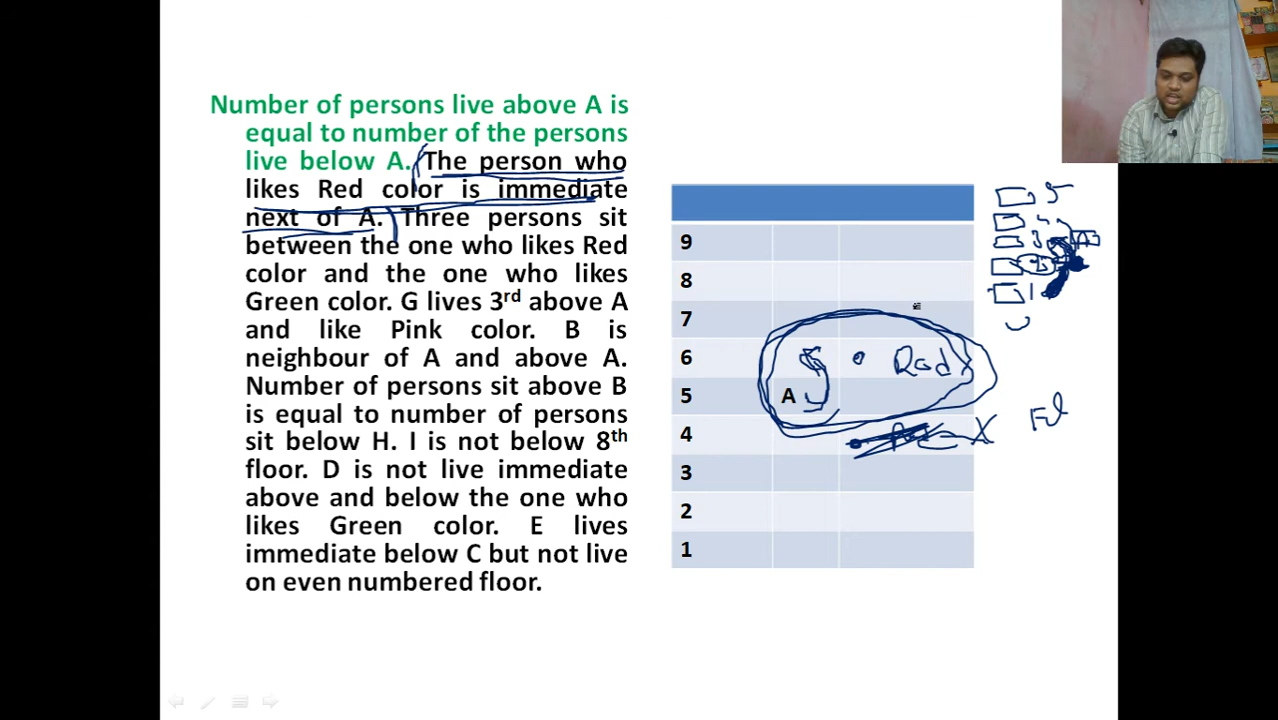 Number of persons live above A is
equal to number of the persons
live below A. The person who
likes Red color is immediate
next of A. Three persons sit
between the one who likes Red
color and the one who likes
Green color. G lives 3rd above A
and like Pink color. B is
neighbour of A and above A.
Number of persons sit above B
is equal to number of persons
sit below H. I is not below 8th
floor. D is not live immediate
above and below the one who
likes Green color. E lives
immediate below C but not live
on even numbered floor.
9
8
7
6 Red
5 A
4
3
2
1